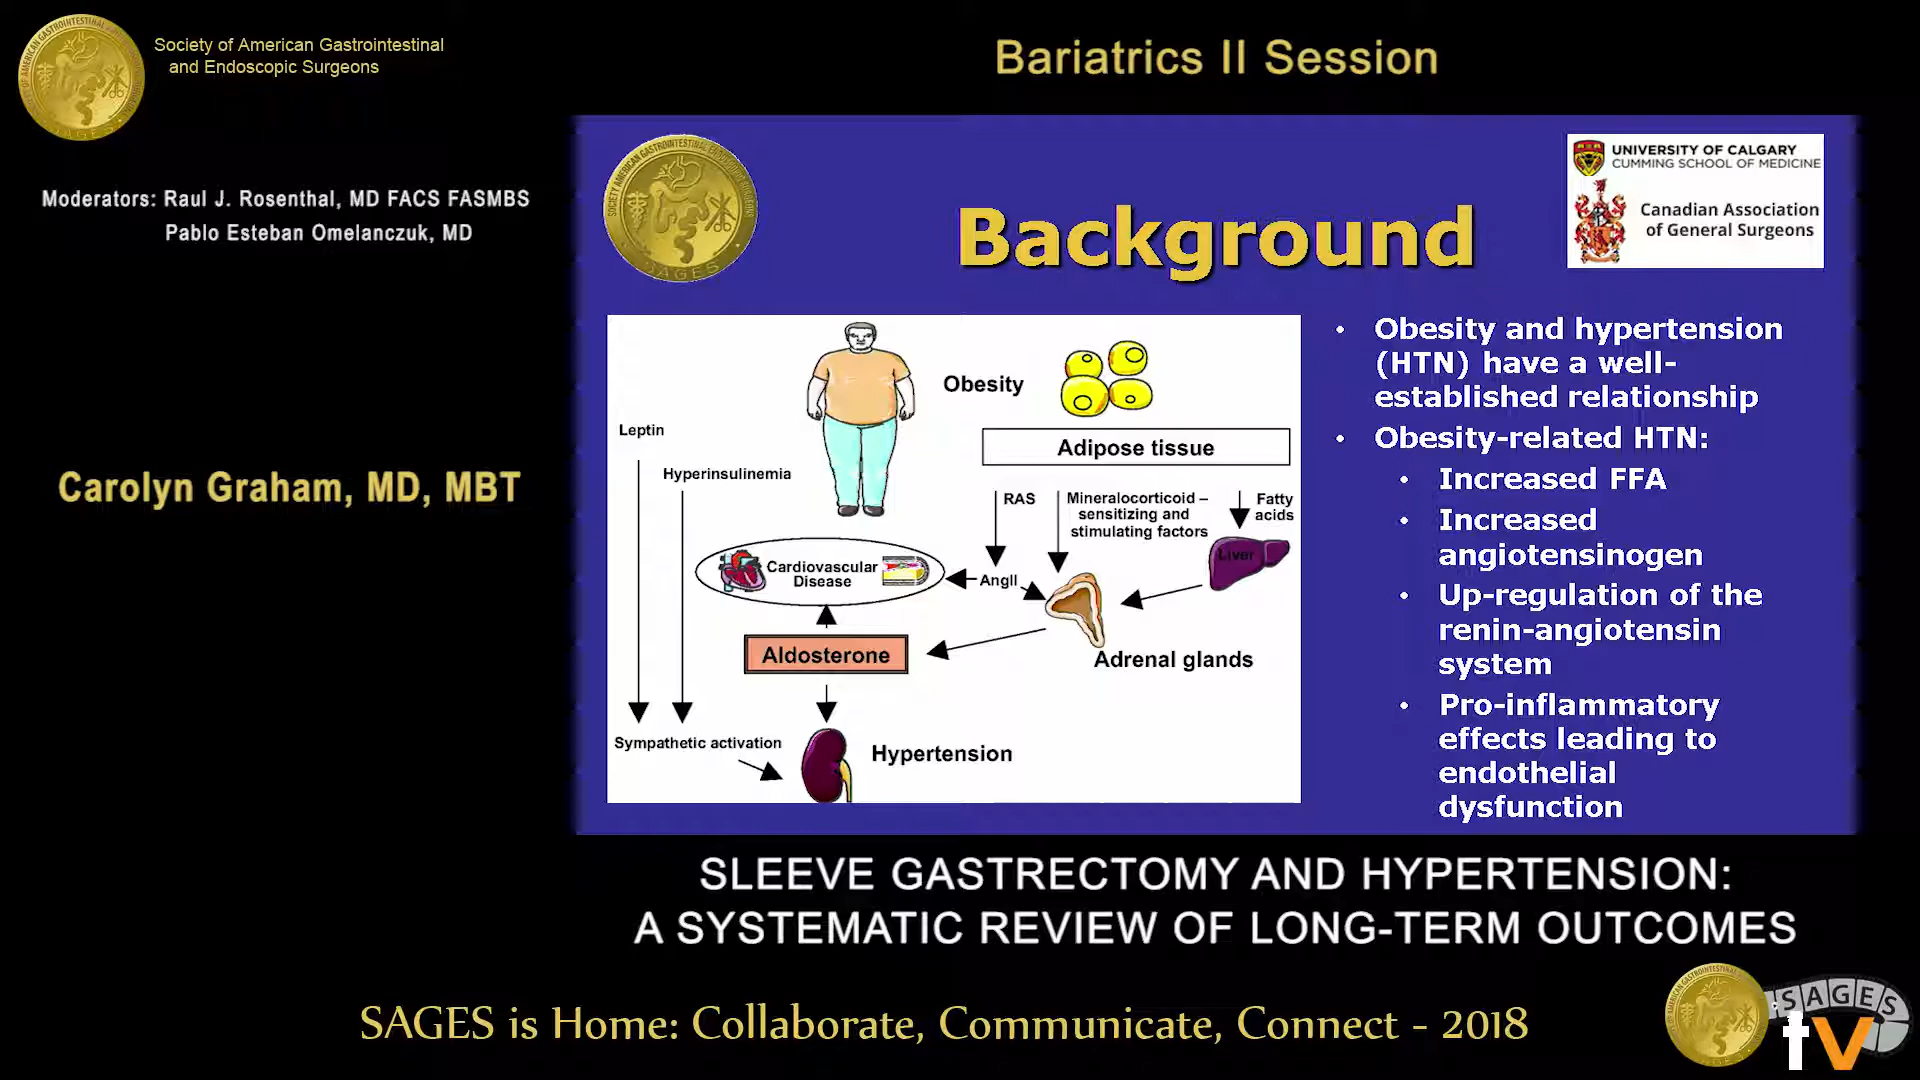 Society of American Gastrointestinal
and Endoscopic Surgeons
Bariatrics II Session
Moderators: Raul J. Rosenthal, MD FACS FASMBS
Pablo Esteban Omelanczuk, MD
Carolyn Graham, MD, MBT
SAGES
Background
UNIVERSITY OF CALGARY
CUMMING SCHOOL OF MEDICINE
Canadian Association
of General Surgeons
Obesity
Adipose tissue
Leptin
Hyperinsulinemia
RAS
Mineralocorticoid –
sensitizing and
stimulating factors
Fatty
acids
Liver
Cardiovascular
Disease
AngII
Aldosterone
Adrenal glands
Sympathetic activation
Hypertension
• Obesity and hypertension
(HTN) have a well-
established relationship
• Obesity-related HTN:
• Increased FFA
• Increased
angiotensinogen
• Up-regulation of the
renin-angiotensin
system
• Pro-inflammatory
effects leading to
endothelial
dysfunction
SLEEVE GASTRECTOMY AND HYPERTENSION:
A SYSTEMATIC REVIEW OF LONG-TERM OUTCOMES
SAGES is Home: Collaborate, Communicate, Connect - 2018
SAGES
tv